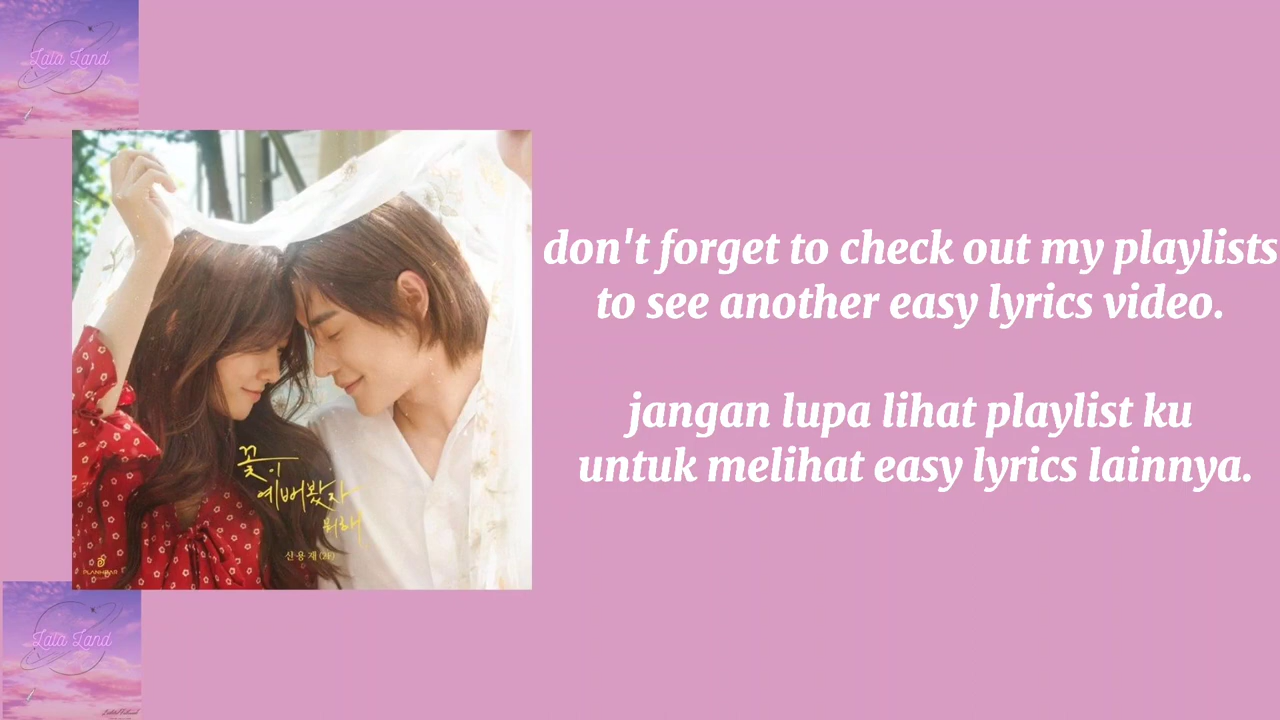 Lala Land
don't forget to check out my playlists
to see another easy lyrics video.
jangan lupa lihat playlist ku
untuk melihat easy lyrics lainnya.
꽃이
예뻐봤자
뭐해
신용재 (2F)
PLANHBAR
Lala Land